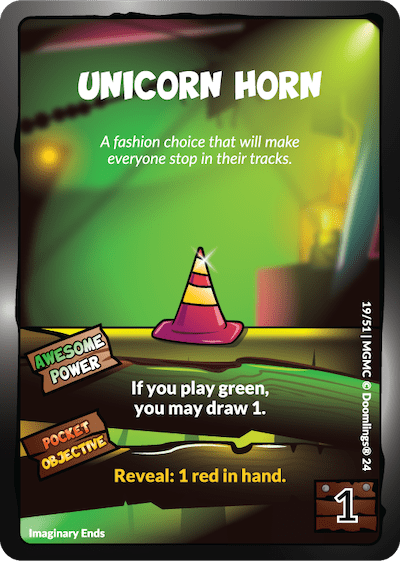 UNICORN HORN
A fashion choice that will make
everyone stop in their tracks.
AWESOME
POWER
If you play green,
you may draw 1.
POCKET
OBJECTIVE
Reveal: 1 red in hand.
19/51 | MGMC © Doomlings® 24
1
Imaginary Ends